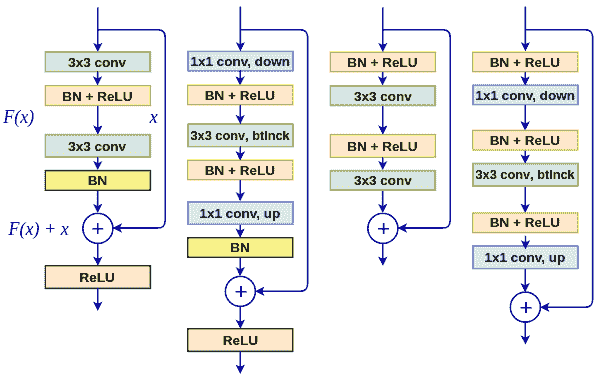 3x3 conv
BN + ReLU
F(x)
x
3x3 conv
BN
F(x) + x
+
ReLU
1x1 conv, down
BN + ReLU
3x3 conv, btlnck
BN + ReLU
1x1 conv, up
BN
+
ReLU
BN + ReLU
3x3 conv
BN + ReLU
3x3 conv
+
BN + ReLU
1x1 conv, down
BN + ReLU
3x3 conv, btlnck
BN + ReLU
1x1 conv, up
+